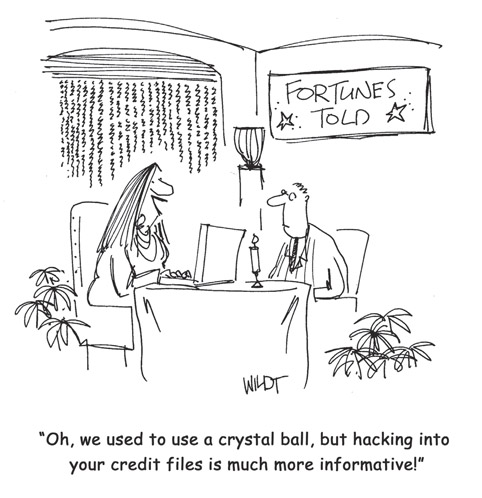 FORTUNES
TOLD
WILDT
“Oh, we used to use a crystal ball, but hacking into
your credit files is much more informative!”